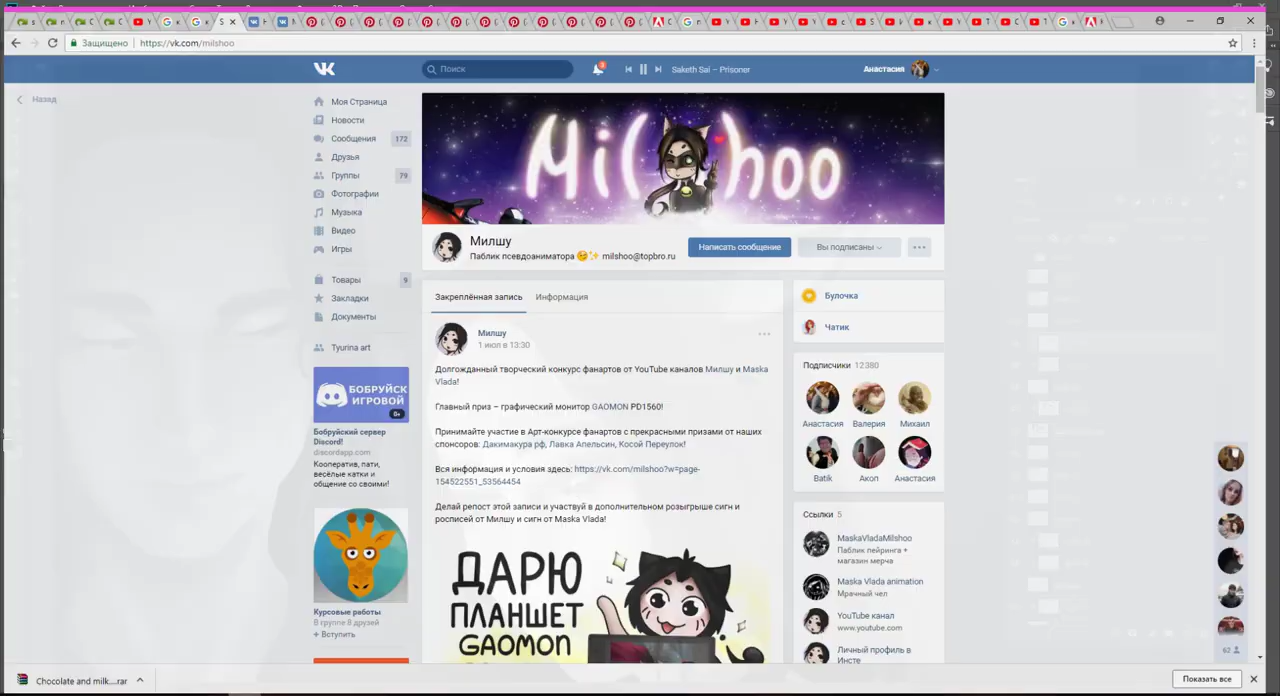 Защищено
https://vk.com/milshoo
Назад
Поиск
2
Saketh Sai – Prisoner
Анастасия
Моя Страница
Новости
Сообщения 172
Друзья
Группы 79
Фотографии
Музыка
Видео
Игры
Товары 9
Закладки
Документы
Tyurina art
БОБРУЙСК
ИГРОВОЙ
Бобруйский сервер
Discord!
discordapp.com
Кооператив, пати,
весёлые катки и
общение со своими!
Курсовые работы
В группе 8 друзей
+ Вступить
Milshoo
Милшу
Паблик псевдоаниматора 😋✨ milshoo@topbro.ru
Написать сообщение
Вы подписаны
Закреплённая запись
Информация
Милшу
1 июл в 13:30
Долгожданный творческий конкурс фанартов от YouTube каналов Милшу и Maska
Vlada!
Главный приз – графический монитор GAOMON PD1560!
Принимайте участие в Арт-конкурсе фанартов с прекрасными призами от наших
спонсоров: Дакимакура рф, Лавка Апельсин, Косой Переулок!
Вся информация и условия здесь: https://vk.com/milshoo?w=page-
154522551_53564454
Делай репост этой записи и участвуй в дополнительном розыгрыше сигн и
росписей от Милшу и сигн от Maska Vlada!
ДАРЮ
ПЛАНШЕТ
GAOMON
Булочка
Чатик
Подписчики 12380
Анастасия
Валерия
Михаил
Batik
Акоп
Анастасия
Ссылки 5
MaskaVladaMilshoo
Паблик пейринга +
магазин мерча
Maska Vlada animation
Мрачный чел
YouTube канал
www.youtube.com
Личный профиль в
Инсте
62
Chocolate and milk....rar
Показать все